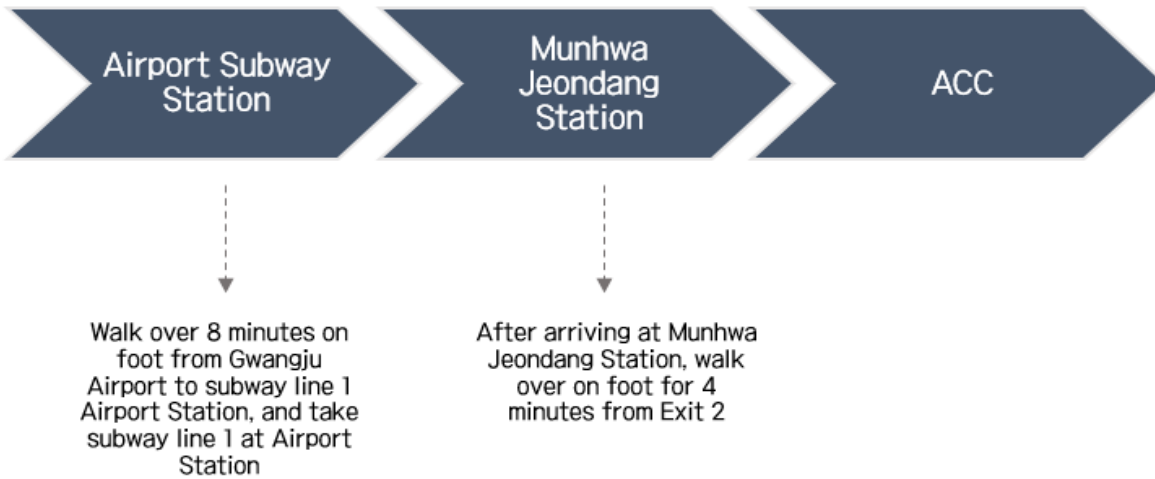 Airport Subway
Station
Munhwa
Jeondang
Station
ACC
Walk over 8 minutes on
foot from Gwangju
Airport to subway line 1
Airport Station, and take
subway line 1 at Airport
Station
After arriving at Munhwa
Jeondang Station, walk
over on foot for 4
minutes from Exit 2